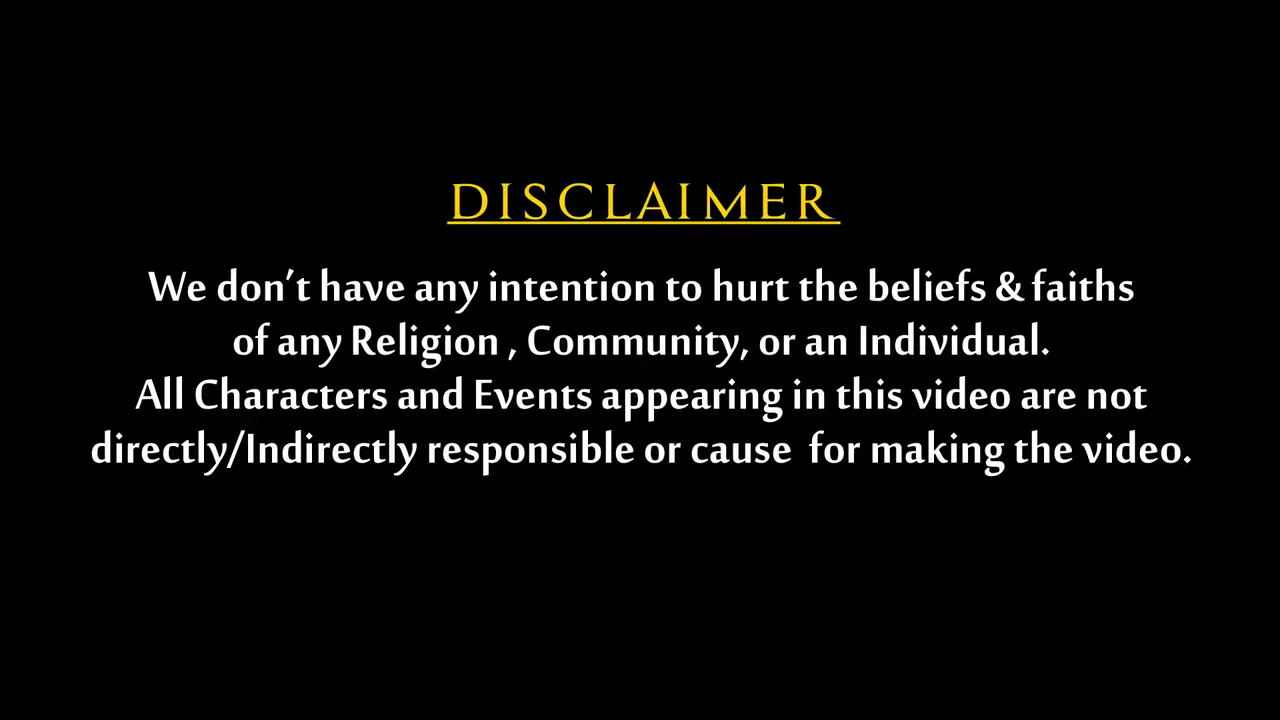 DISCLAIMER
We don't have any intention to hurt the beliefs & faiths
of any Religion , Community, or an Individual.
All Characters and Events appearing in this video are not
directly/Indirectly responsible or cause  for making the video.